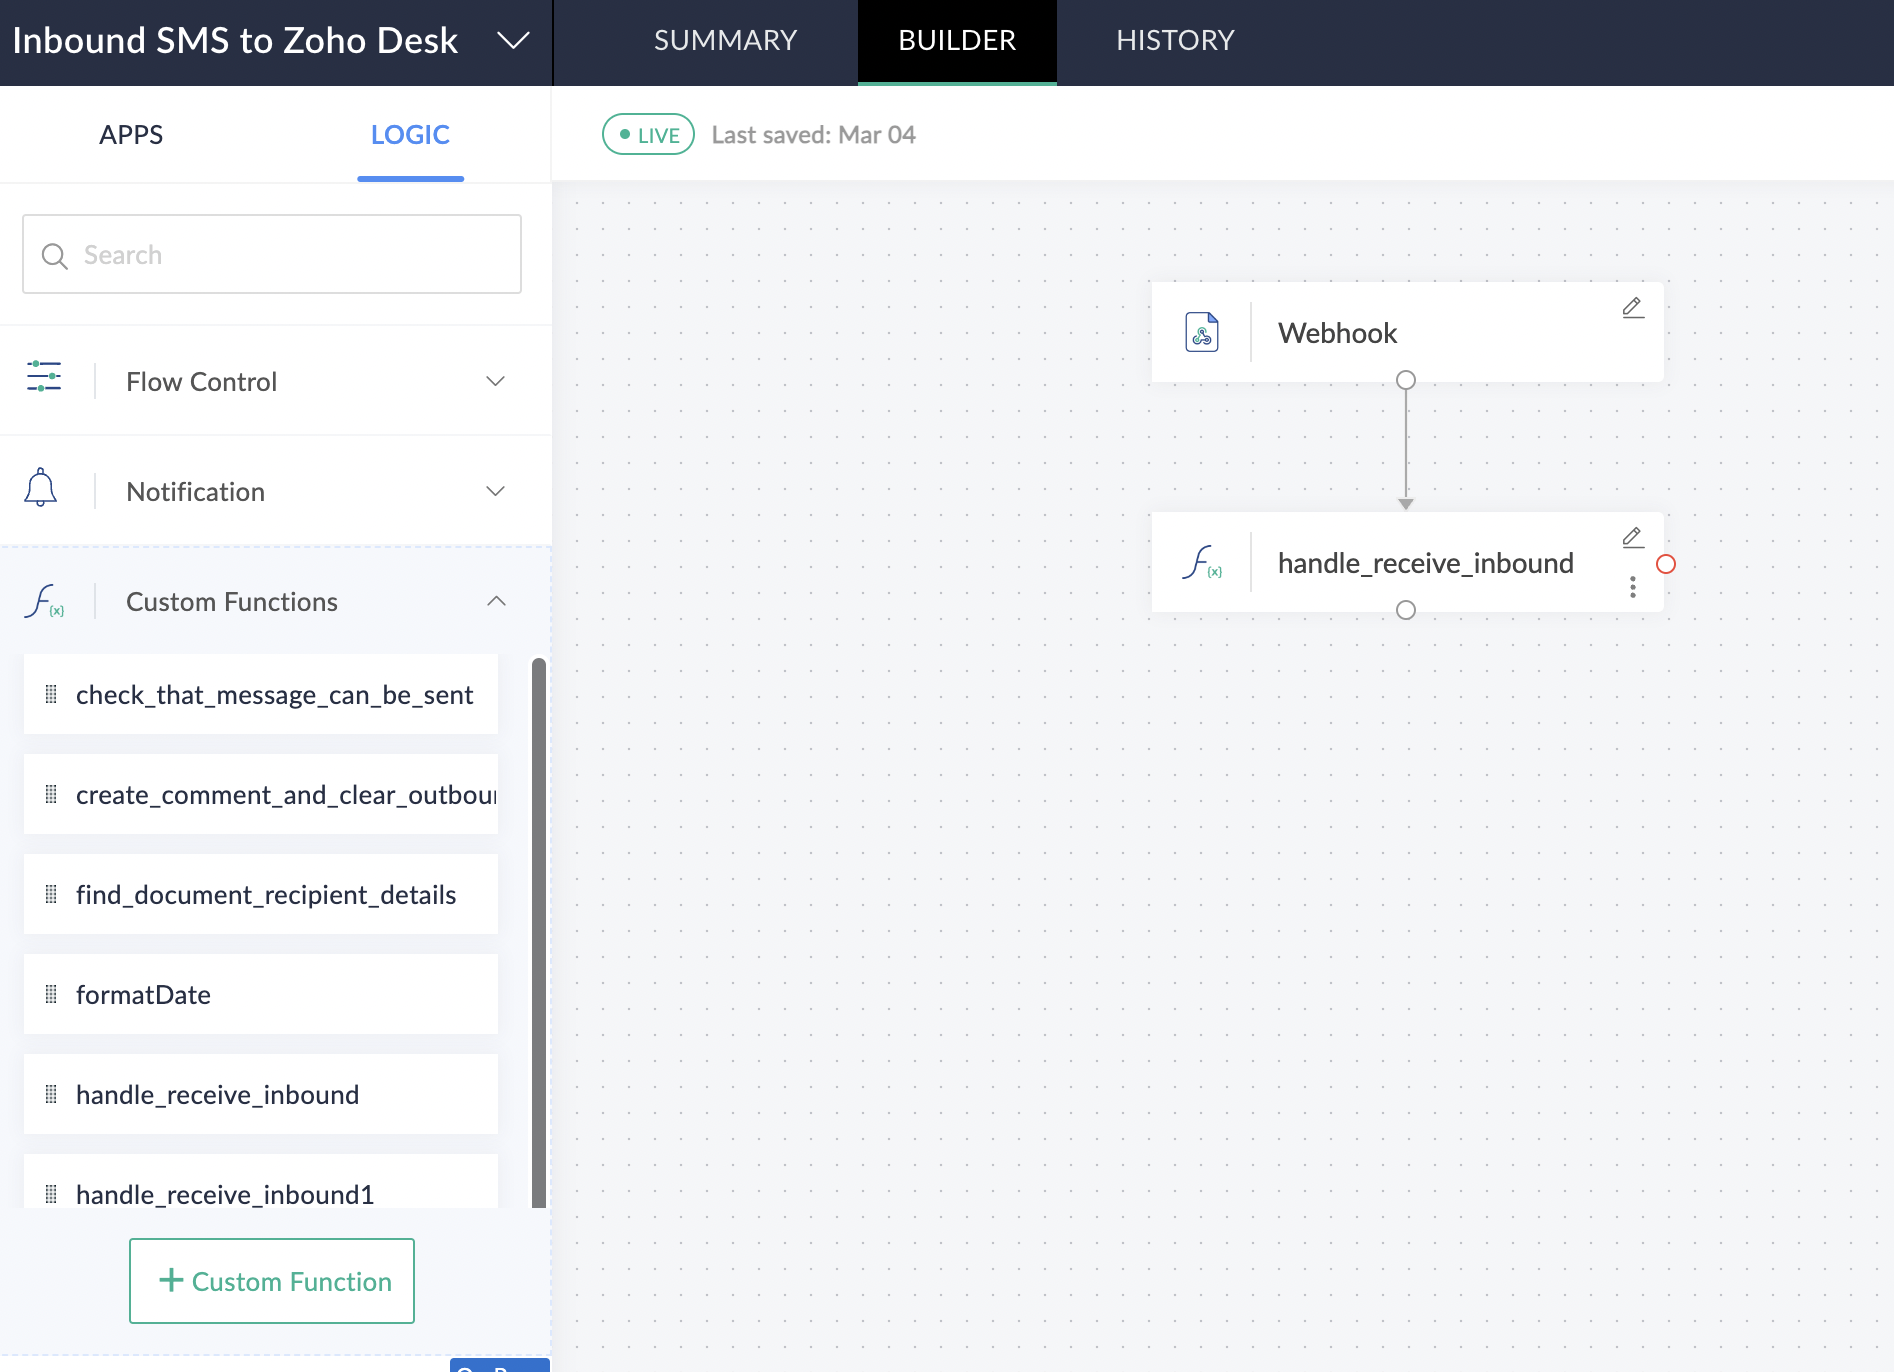 Inbound SMS to Zoho Desk
SUMMARY
BUILDER
HISTORY
APPS
LOGIC
LIVE
Last saved: Mar 04
Search
Flow Control
Notification
Custom Functions
check_that_message_can_be_sent
create_comment_and_clear_outbou
find_document_recipient_details
formatDate
handle_receive_inbound
handle_receive_inbound1
+ Custom Function
Webhook
handle_receive_inbound